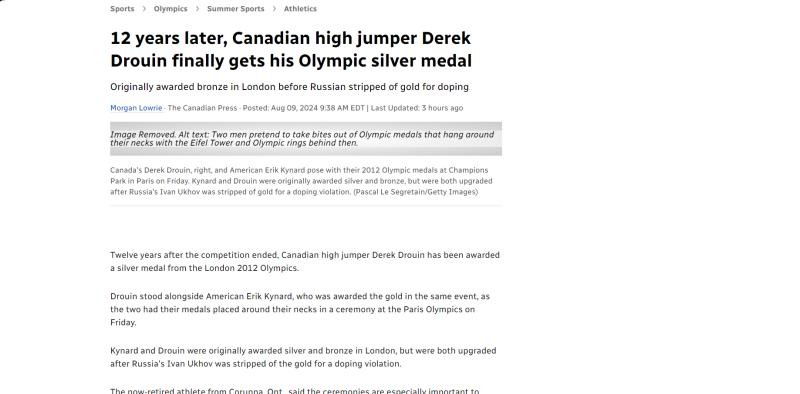 Sports > Olympics > Summer Sports > Athletics
12 years later, Canadian high jumper Derek
Drouin finally gets his Olympic silver medal
Originally awarded bronze in London before Russian stripped of gold for doping
Morgan Lowrie · The Canadian Press · Posted: Aug 09, 2024 9:38 AM EDT | Last Updated: 3 hours ago
Image Removed. Alt text: Two men pretend to take bites out of Olympic medals that hang around
their necks with the Eifel Tower and Olympic rings behind then.
Canada's Derek Drouin, right, and American Erik Kynard pose with their 2012 Olympic medals at Champions
Park in Paris on Friday. Kynard and Drouin were originally awarded silver and bronze, but were both upgraded
after Russia's Ivan Ukhov was stripped of gold for a doping violation. (Pascal Le Segretain/Getty Images)
Twelve years after the competition ended, Canadian high jumper Derek Drouin has been awarded
a silver medal from the London 2012 Olympics.
Drouin stood alongside American Erik Kynard, who was awarded the gold in the same event, as
the two had their medals placed around their necks in a ceremony at the Paris Olympics on
Friday.
Kynard and Drouin were originally awarded silver and bronze in London, but were both upgraded
after Russia's Ivan Ukhov was stripped of the gold for a doping violation.
The now-retired athlete from Corunna, Ont., said the ceremonies are especially important to